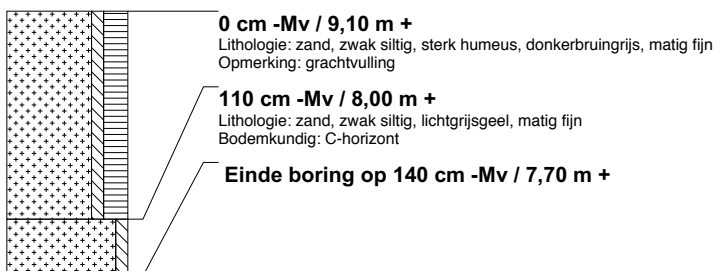 0 cm -Mv / 9,10 m +
Lithologie: zand, zwak siltig, sterk humeus, donkerbruingrijs, matig fijn
Opmerking: grachtvulling
110 cm -Mv / 8,00 m +
Lithologie: zand, zwak siltig, lichtgrijsgeel, matig fijn
Bodemkundig: C-horizont
Einde boring op 140 cm -Mv / 7,70 m +